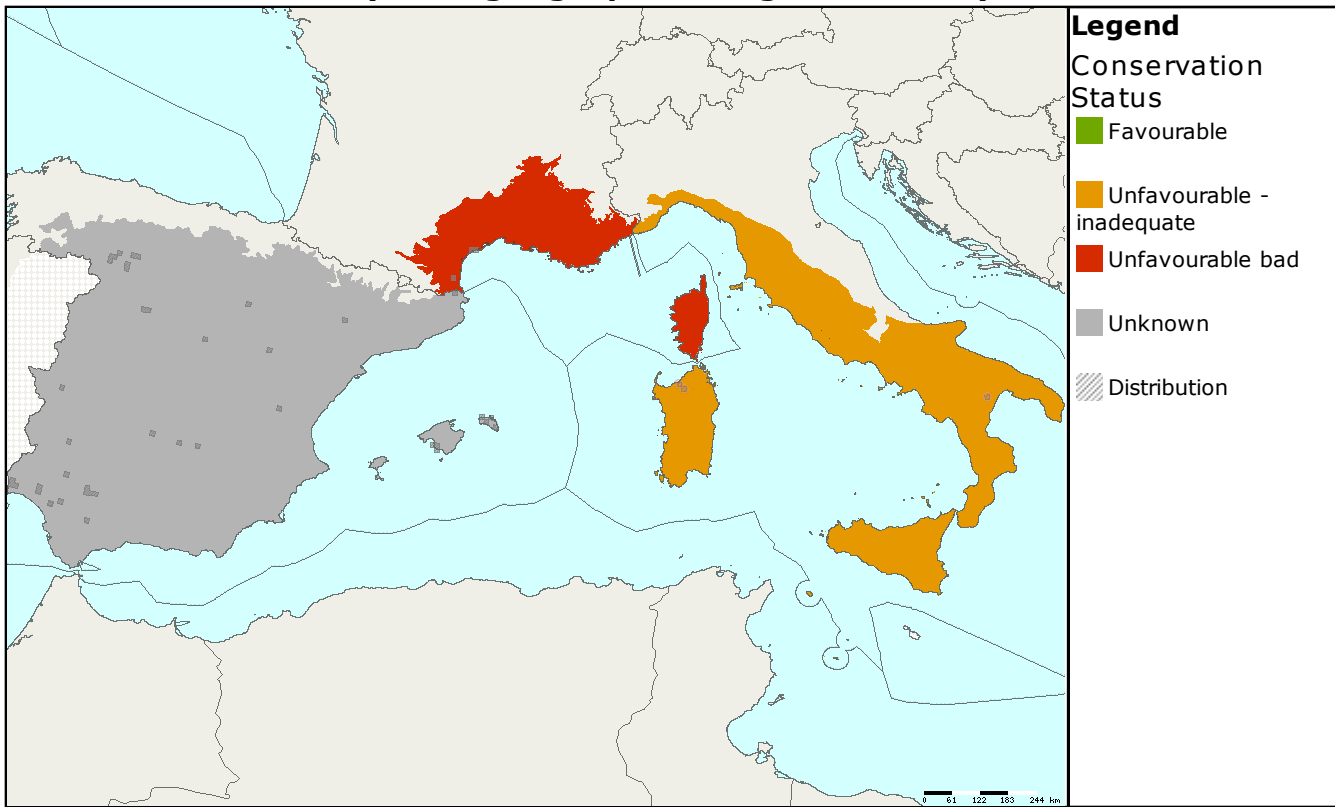 Legend
Conservation
Status
Favourable
Unfavourable -
inadequate
Unfavourable bad
Unknown
Distribution
0 61 122 183 244 km